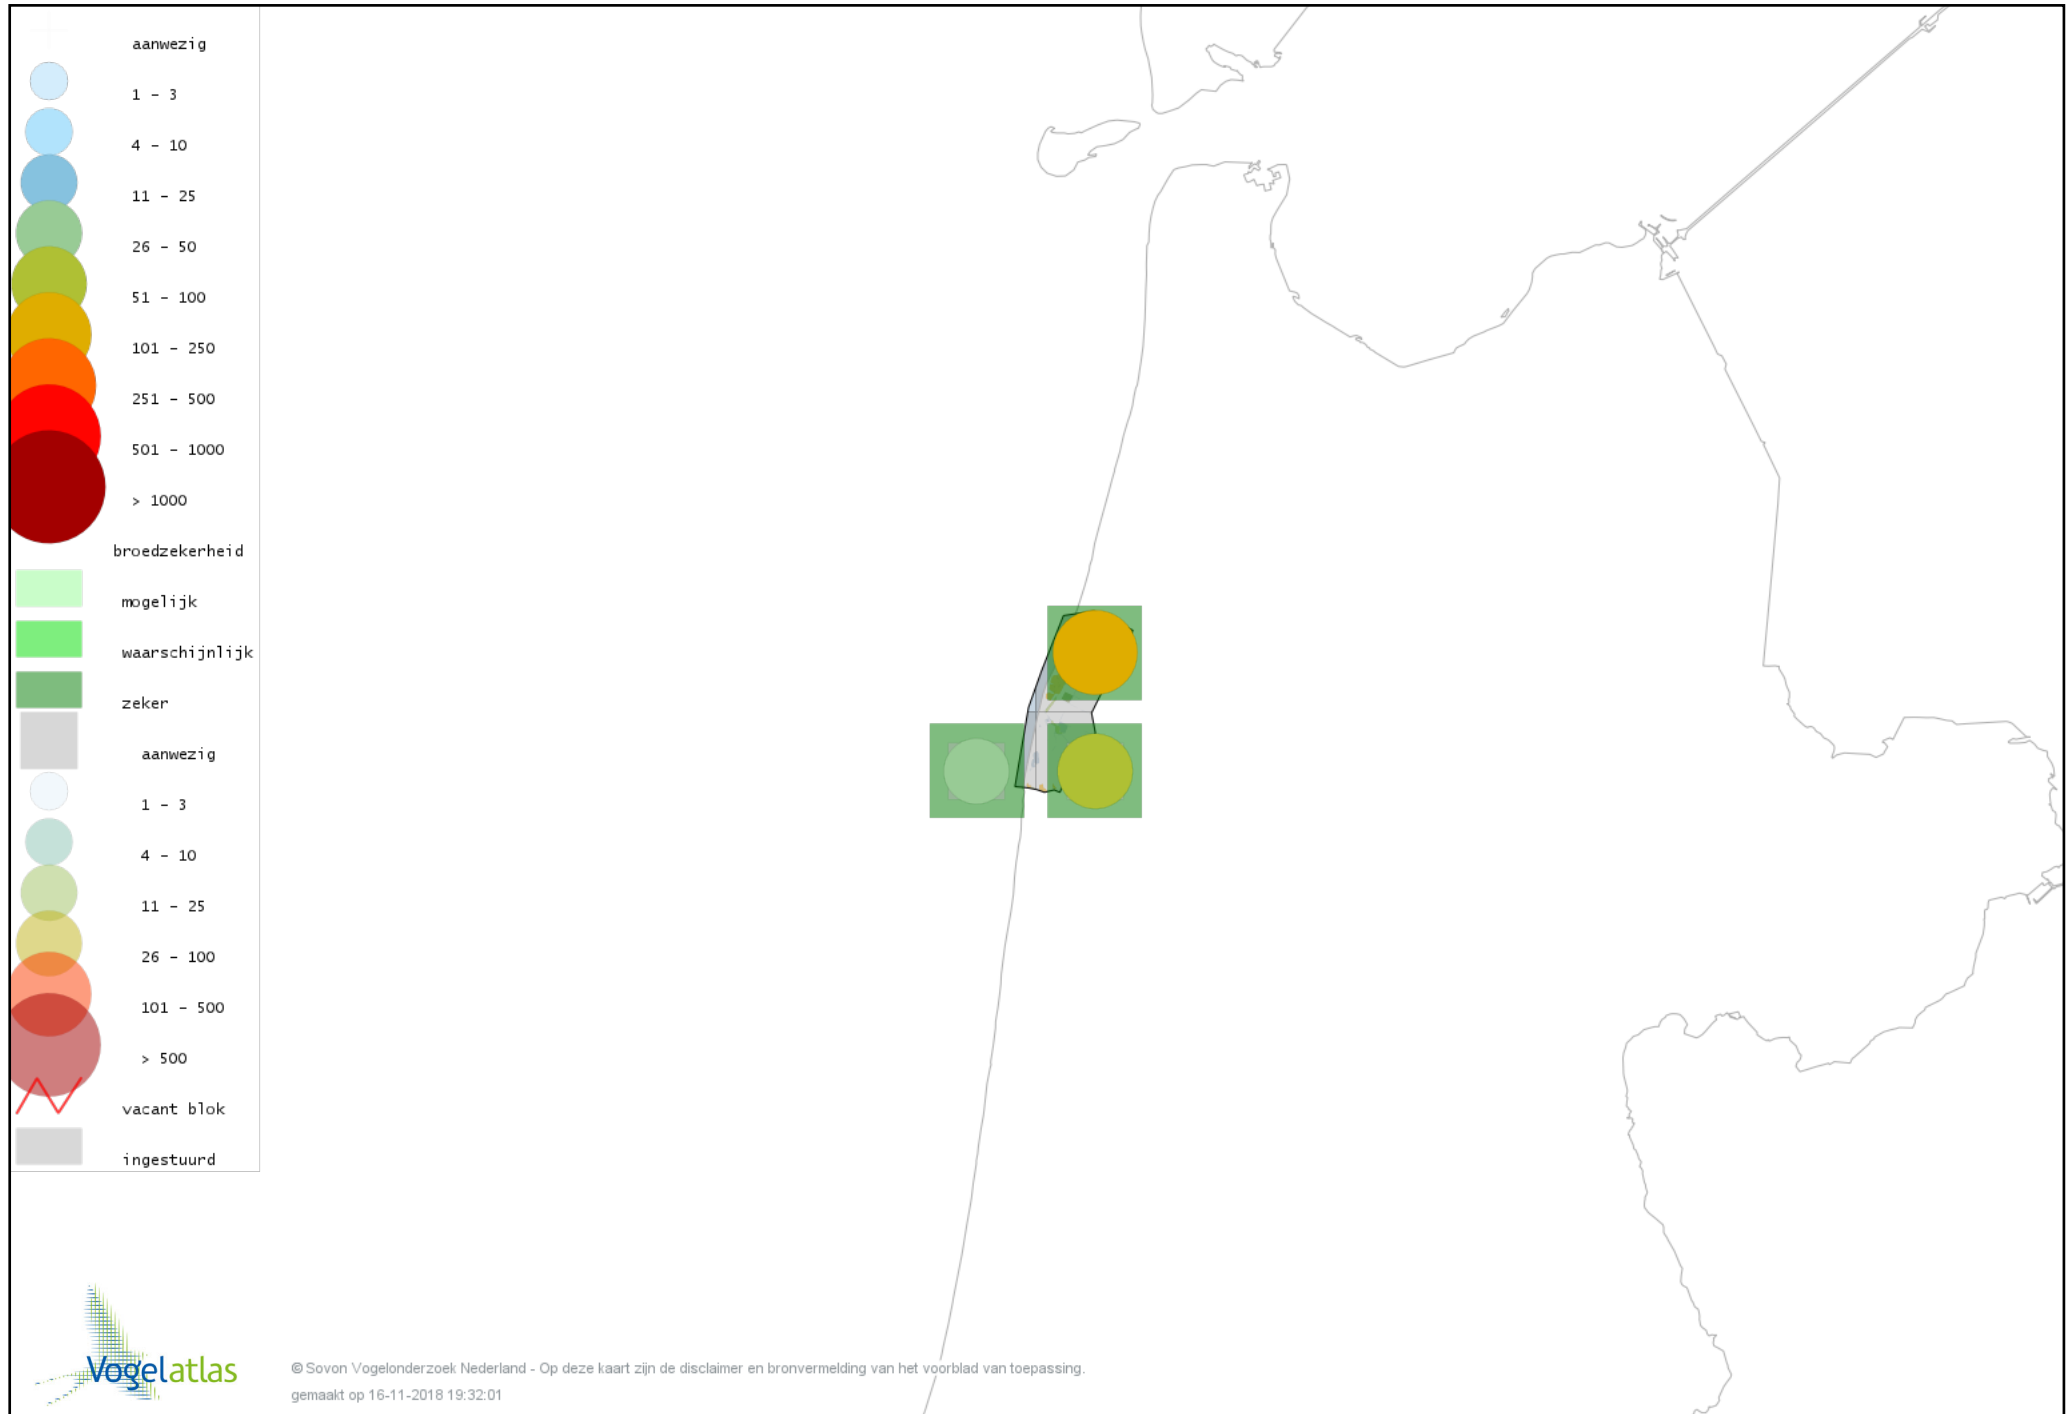 aanwezig
1 - 3
4 - 10
11 - 25
26 - 50
51 - 100
101 - 250
251 - 500
501 - 1000
> 1000
broedzekerheid
mogelijk
waarschijnlijk
zeker
aanwezig
1 - 3
4 - 10
11 - 25
26 - 100
101 - 500
> 500
vacant blok
ingestuurd
Vogelatlas
© Sovon Vogelonderzoek Nederland - Op deze kaart zijn de disclaimer en bronvermelding van het voorblad van toepassing.
gemaakt op 16-11-2018 19:32:01